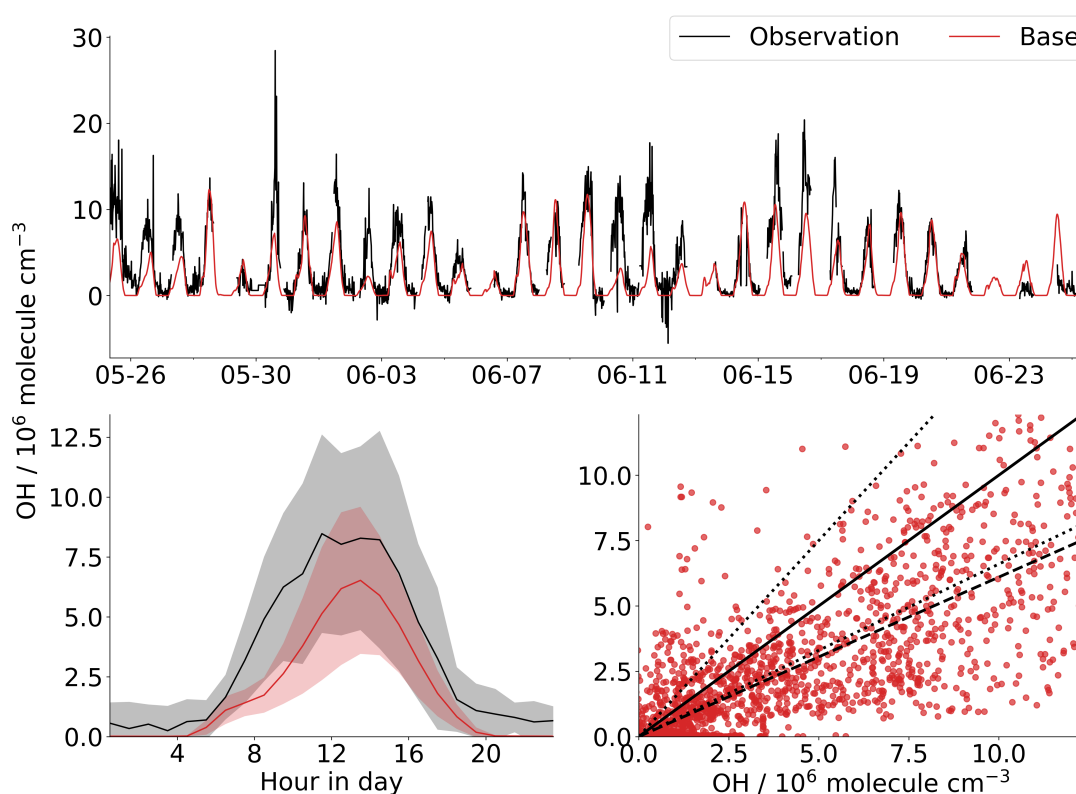 Observation Base
30
20
10
0
05-26 05-30 06-03 06-07 06-11 06-15 06-19 06-23
OH / 10⁶ molecule cm⁻³
12.5
10.0
7.5
5.0
2.5
0.0
4 8 12 16 20
Hour in day
10.0
7.5
5.0
2.5
0.0
0.0 2.5 5.0 7.5 10.0
OH / 10⁶ molecule cm⁻³